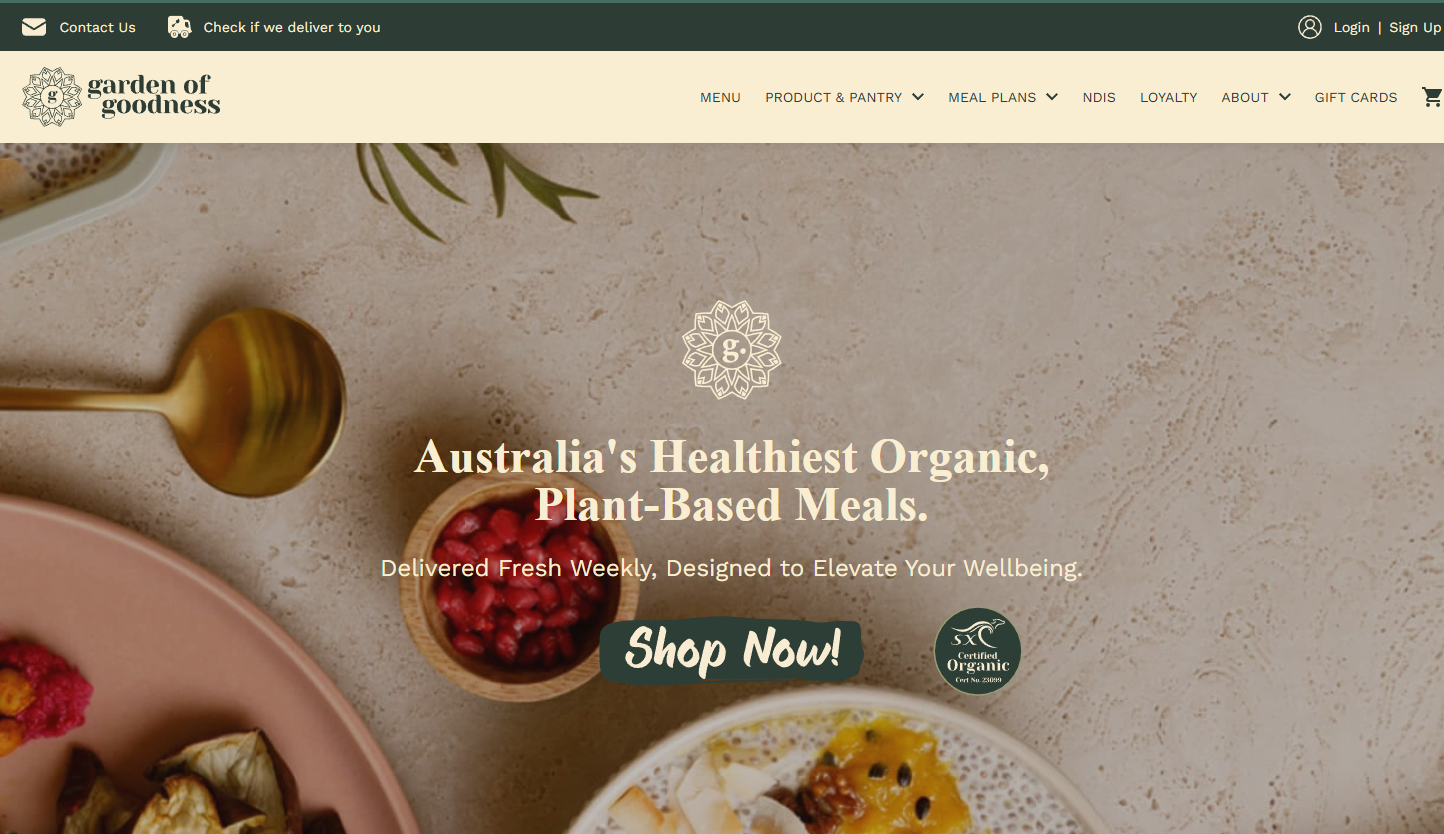 Contact Us
Check if we deliver to you
Login | Sign Up
g
garden of
goodness
MENU
PRODUCT & PANTRY
MEAL PLANS
NDIS
LOYALTY
ABOUT
GIFT CARDS
g.
Australia's Healthiest Organic,
Plant-Based Meals.
Delivered Fresh Weekly, Designed to Elevate Your Wellbeing.
Shop Now!
SXC
Certified
Organic
Cert No. 23099